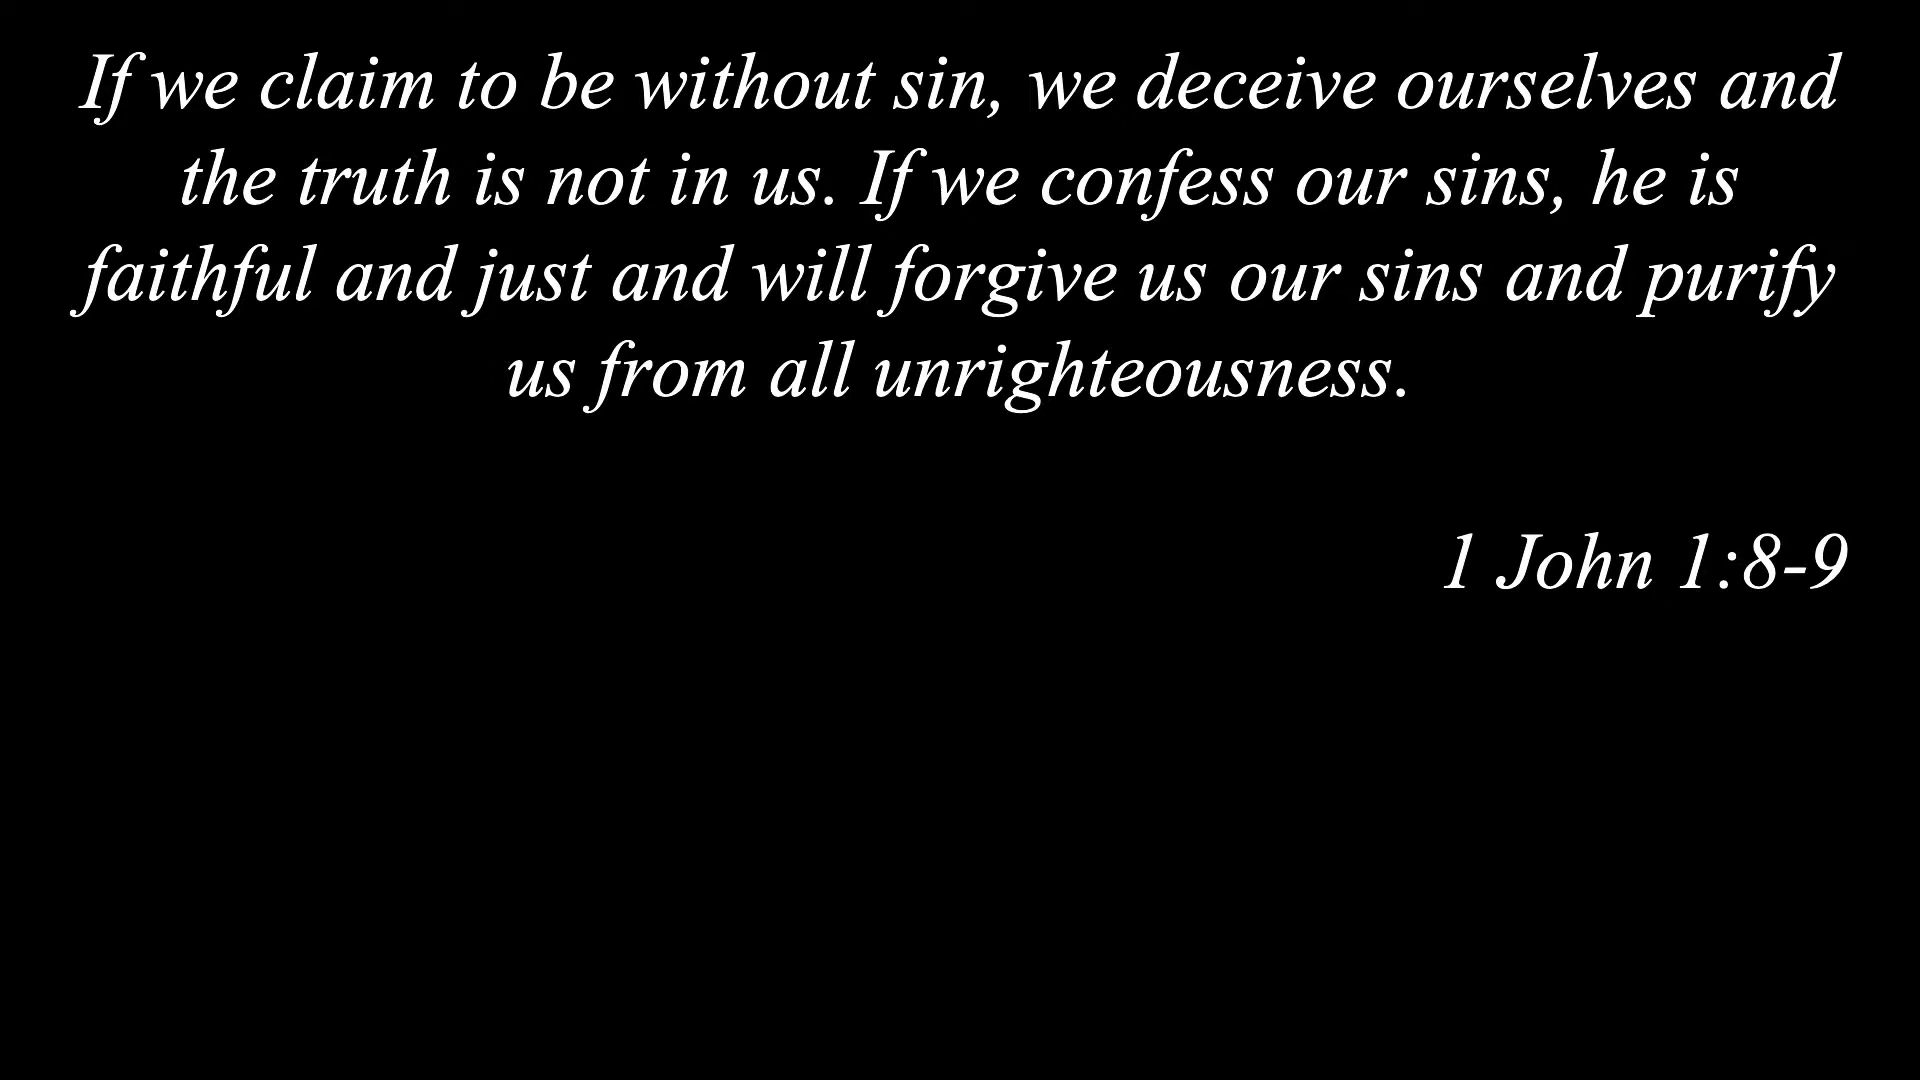 If we claim to be without sin, we deceive ourselves and
the truth is not in us. If we confess our sins, he is
faithful and just and will forgive us our sins and purify
us from all unrighteousness.
1 John 1:8-9